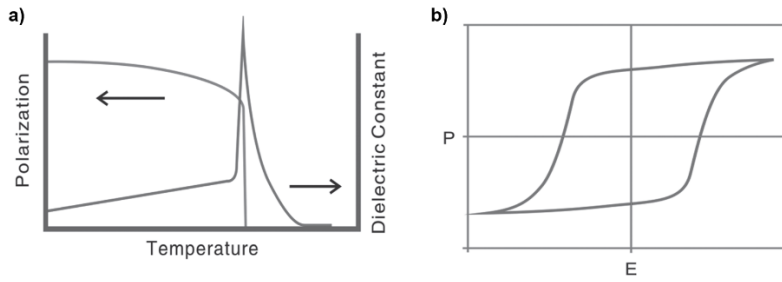 a)
Polarization
Temperature
Dielectric Constant
b)
P
E